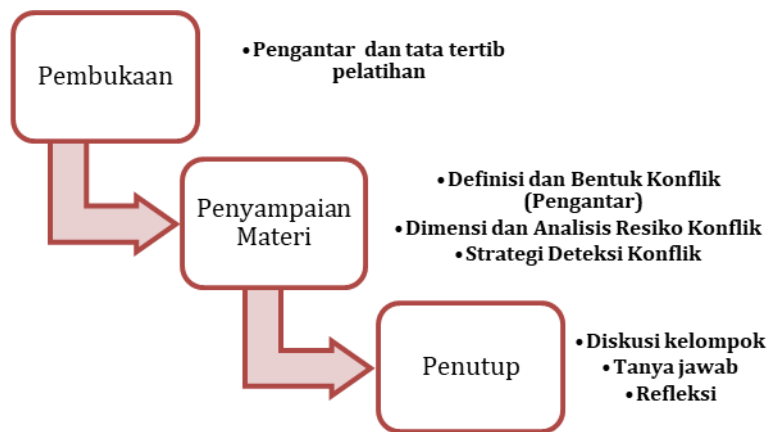 Pembukaan
•Pengantar dan tata tertib
pelatihan
Penyampaian
Materi
•Definisi dan Bentuk Konflik
(Pengantar)
•Dimensi dan Analisis Resiko Konflik
•Strategi Deteksi Konflik
Penutup
•Diskusi kelompok
•Tanya jawab
•Refleksi